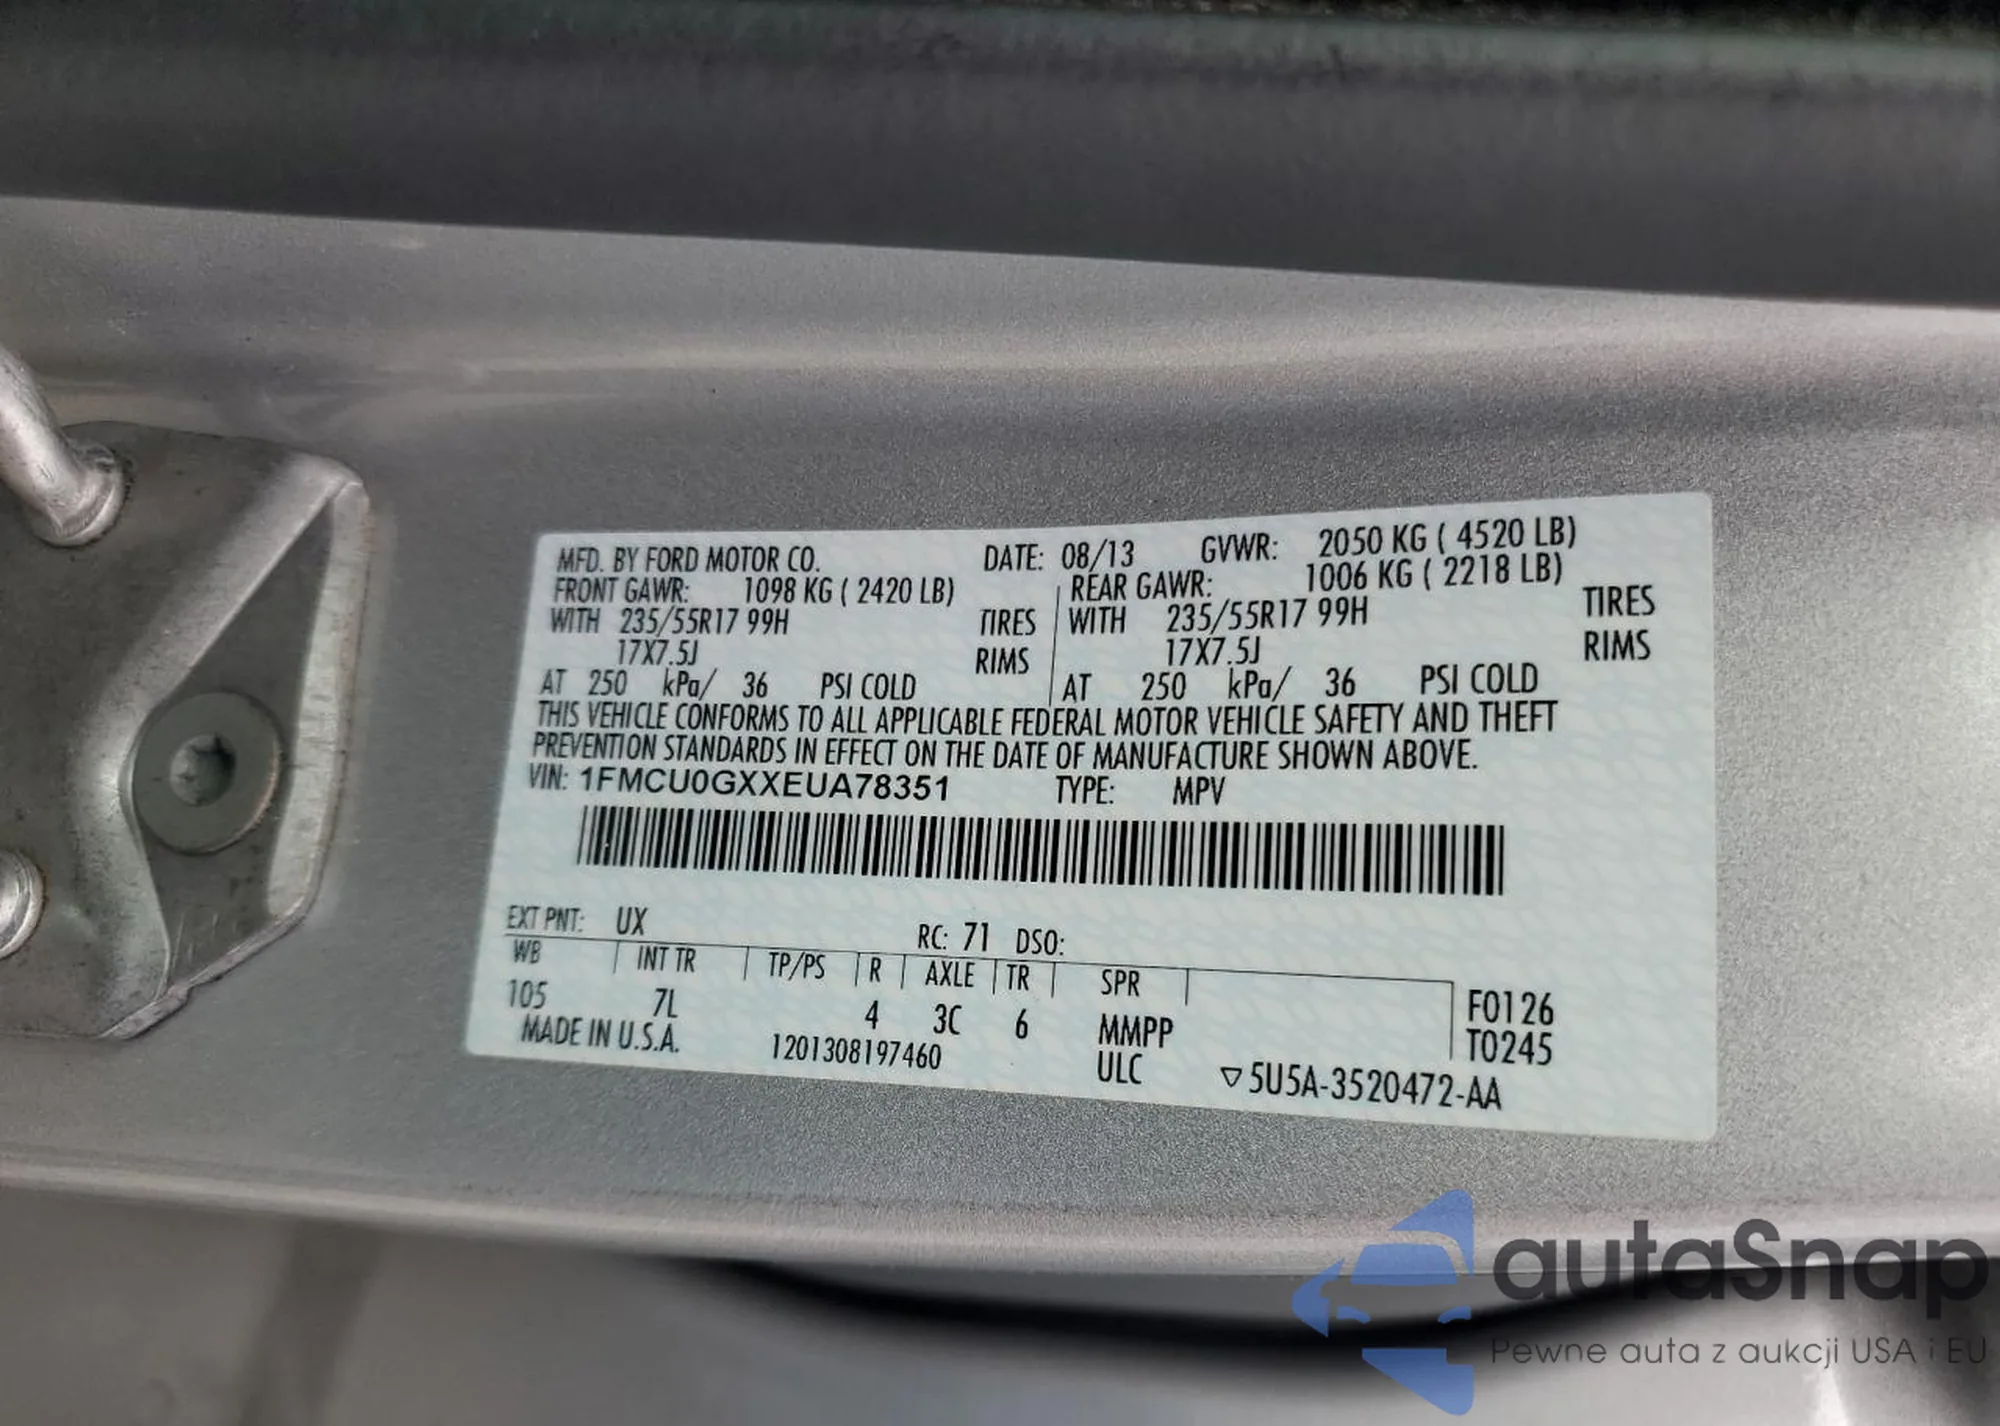 MFD. BY FORD MOTOR CO. DATE: 08/13 GVWR: 2050 KG ( 4520 LB)
FRONT GAWR: 1098 KG ( 2420 LB) REAR GAWR: 1006 KG ( 2218 LB)
WITH 235/55R17 99H TIRES WITH 235/55R17 99H TIRES
17X7.5J RIMS 17X7.5J RIMS
AT 250 kPa/ 36 PSI COLD AT 250 kPa/ 36 PSI COLD
THIS VEHICLE CONFORMS TO ALL APPLICABLE FEDERAL MOTOR VEHICLE SAFETY AND THEFT
PREVENTION STANDARDS IN EFFECT ON THE DATE OF MANUFACTURE SHOWN ABOVE.
VIN: 1FMCU0GXXEUA78351 TYPE: MPV
EXT PNT: UX RC: 71 DSO:
WB INT TR TP/PS R AXLE TR SPR
105 7L 4 3C 6 MMPP F0126
T0245
MADE IN U.S.A. 1201308197460 ULC ▽5U5A-3520472-AA
autaSnap
Pewne auta z aukcji USA i EU